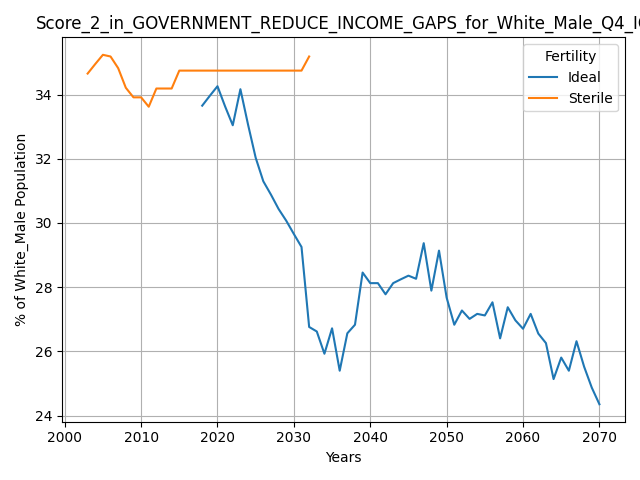 Score_2_in_GOVERNMENT_REDUCE_INCOME_GAPS_for_White_Male_Q4_I
Fertility
Ideal
Sterile
% of White_Male Population
34
32
30
28
26
24
2000 2010 2020 2030 2040 2050 2060 2070
Years